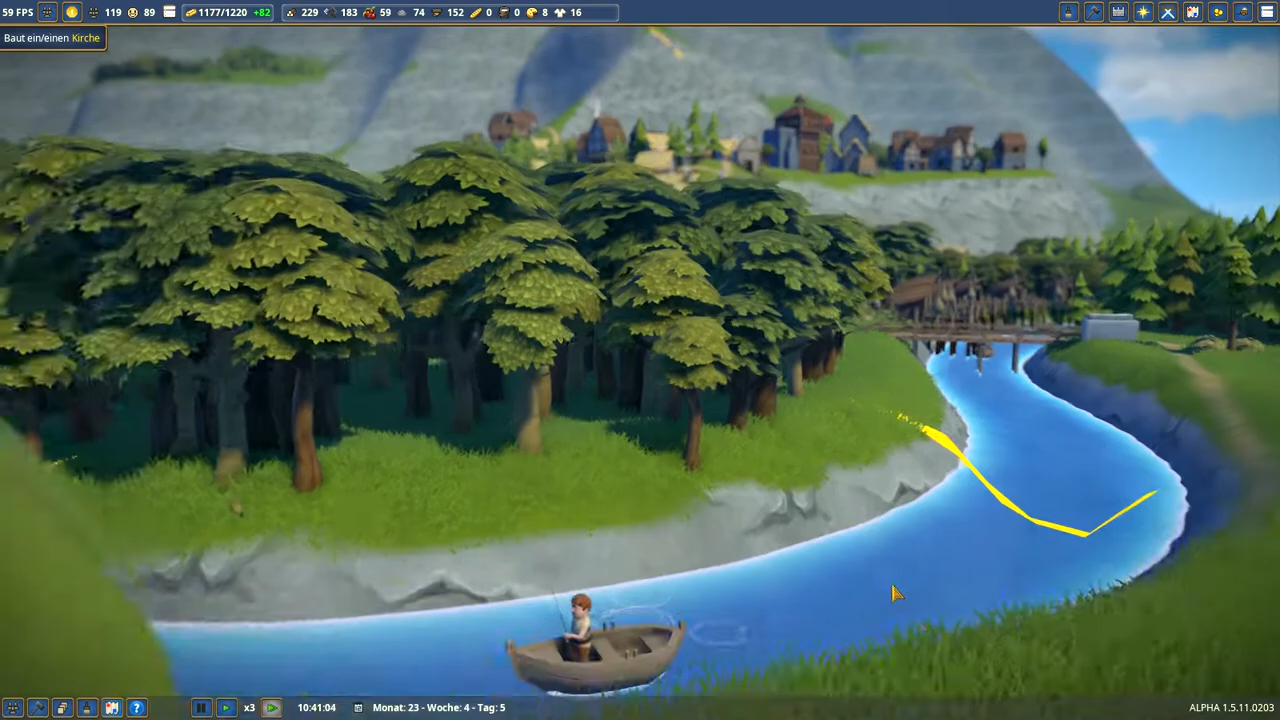 59 FPS 119 89 1177/1220 +82 229 183 59 74 152 0 0 8 16
Baut ein/einen Kirche
x3 10:41:04 Monat: 23 - Woche: 4 - Tag: 5 ALPHA 1.5.11.0203